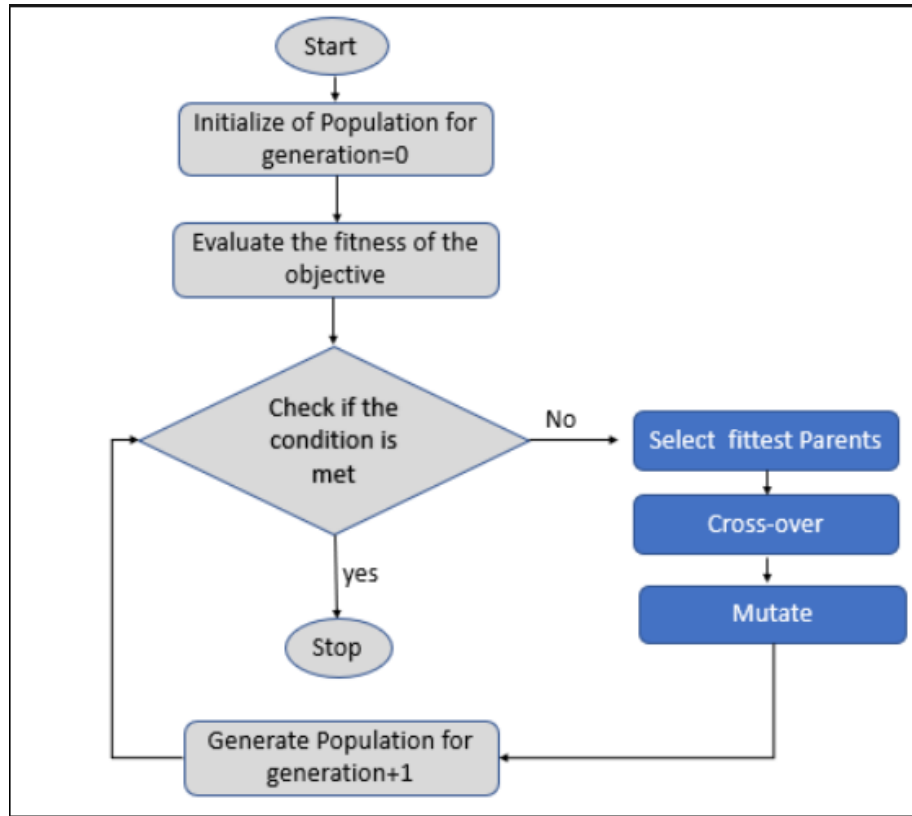 Start
Initialize of Population for
generation=0
Evaluate the fitness of the
objective
Check if the
condition is
met
No
Select fittest Parents
Cross-over
Mutate
yes
Stop
Generate Population for
generation+1